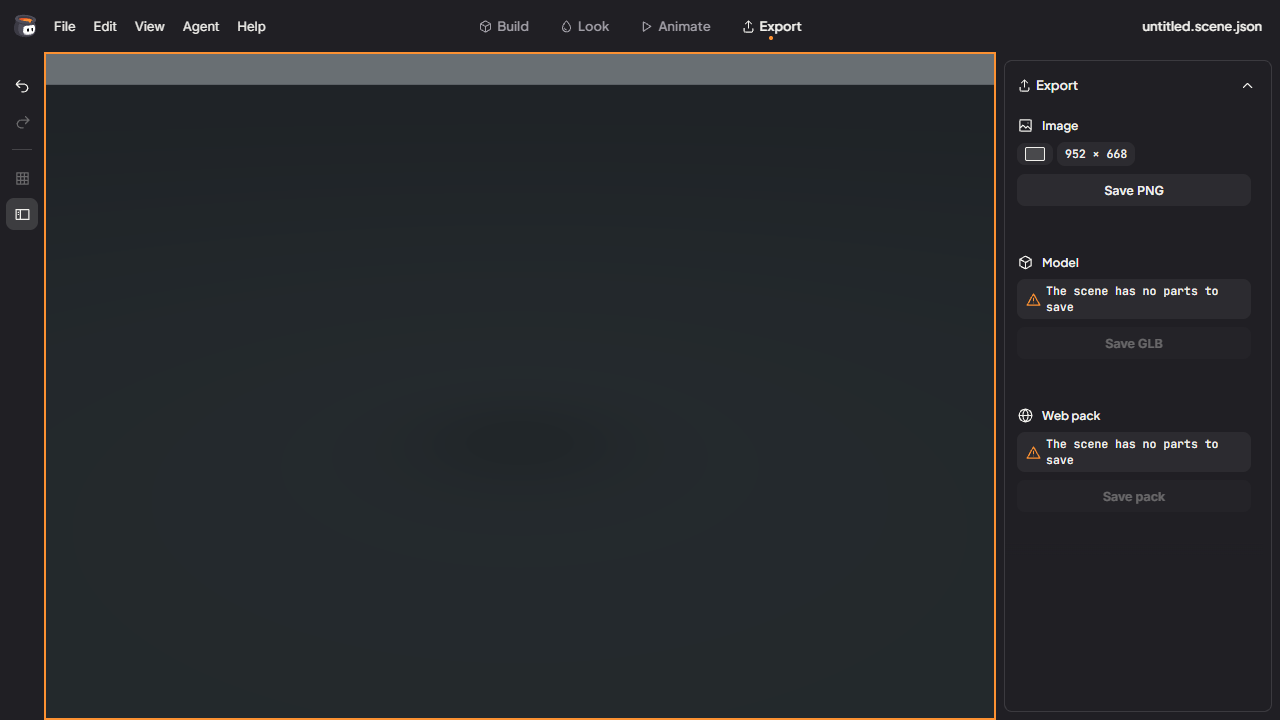 File Edit View Agent Help
Build Look Animate Export
untitled.scene.json
Export
Image
952 × 668
Save PNG
Model
The scene has no parts to
save
Save GLB
Web pack
The scene has no parts to
save
Save pack